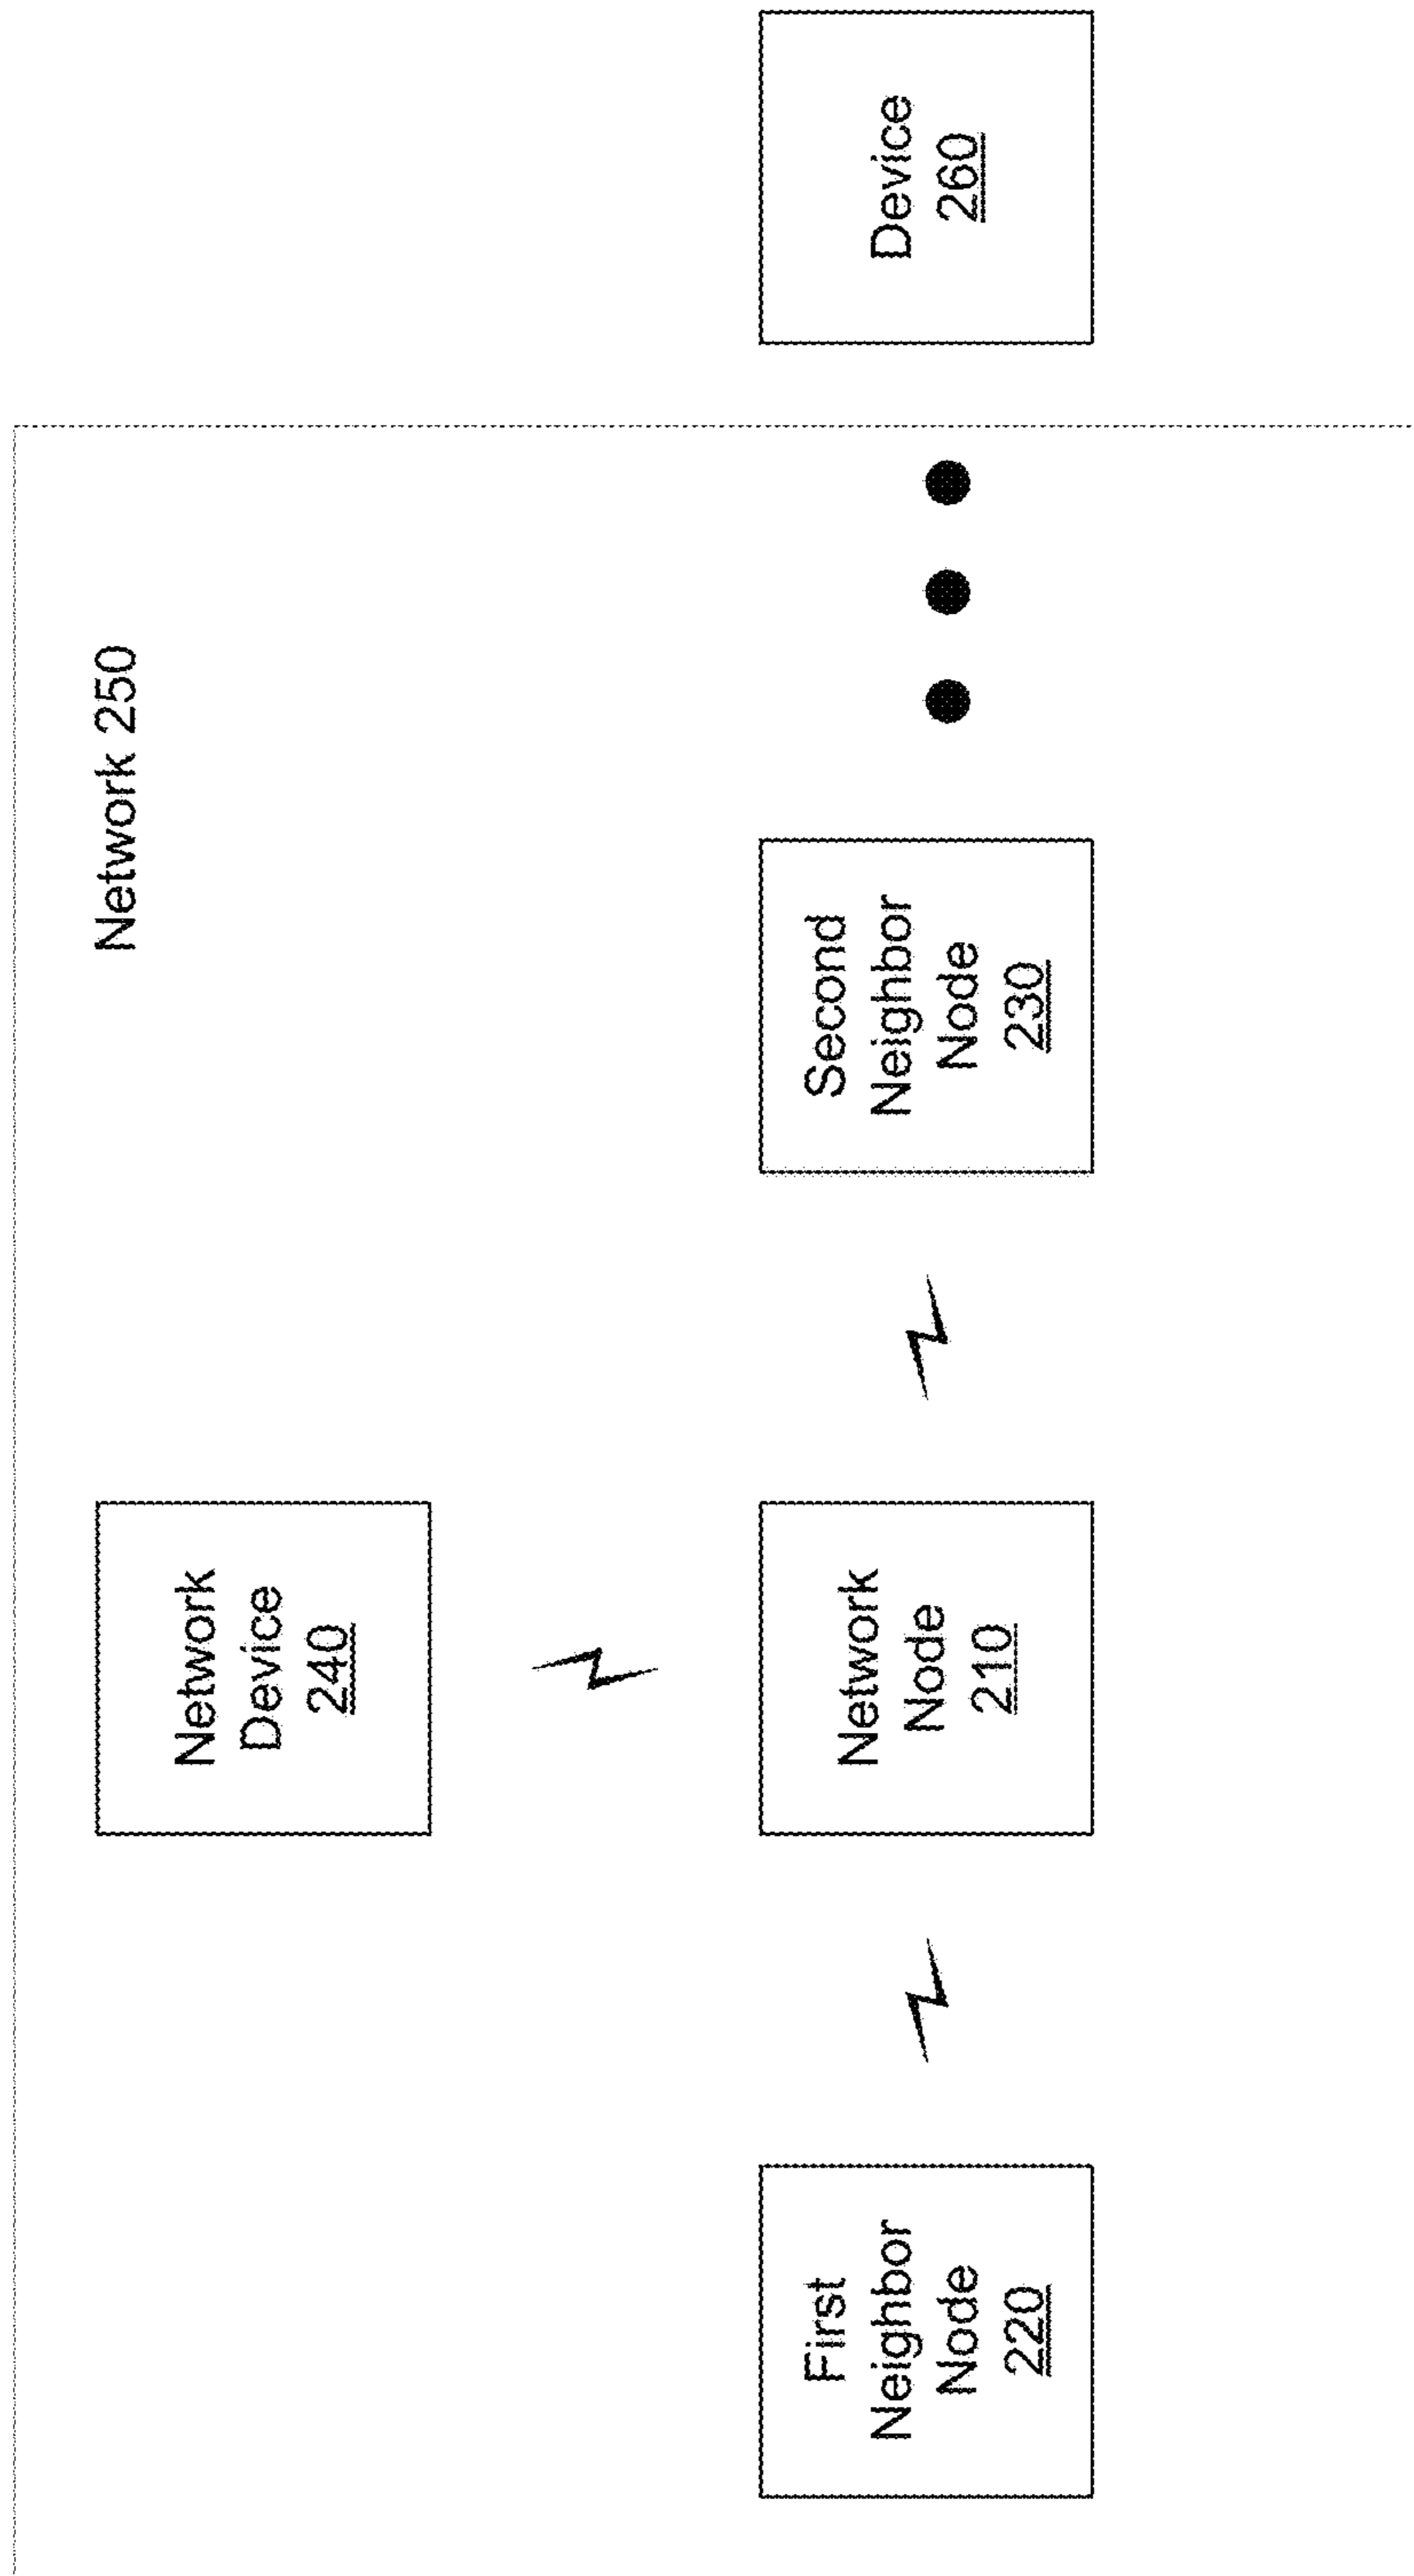 Network 250
Network
Device
240
First
Neighbor
Node
220
Network
Node
210
Second
Neighbor
Node
230
Device
260